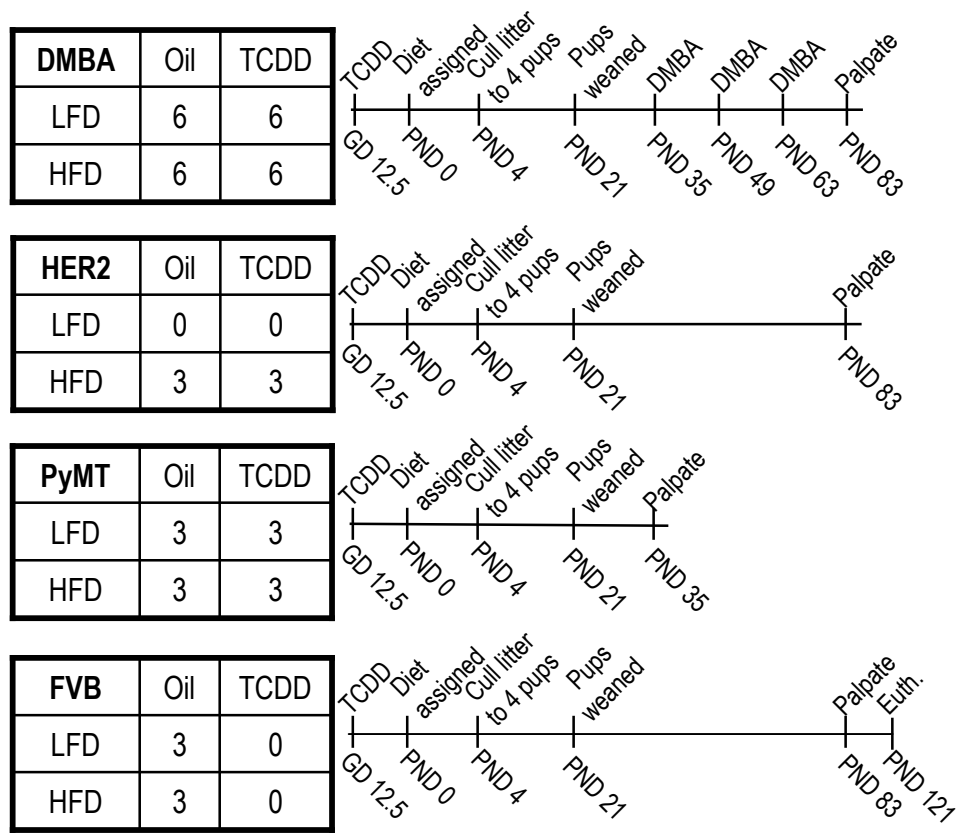 DMBA Oil TCDD
LFD 6 6
HFD 6 6
TCDD Diet assigned Cull litter to 4 pups Pups weaned DMBA DMBA DMBA Palpate
GD 12.5 PND 0 PND 4 PND 21 PND 35 PND 49 PND 63 PND 83
HER2 Oil TCDD
LFD 0 0
HFD 3 3
TCDD Diet assigned Cull litter to 4 pups Pups weaned Palpate
GD 12.5 PND 0 PND 4 PND 21 PND 83
PyMT Oil TCDD
LFD 3 3
HFD 3 3
TCDD Diet assigned Cull litter to 4 pups Pups weaned Palpate
GD 12.5 PND 0 PND 4 PND 21 PND 35
FVB Oil TCDD
LFD 3 0
HFD 3 0
TCDD Diet assigned Cull litter to 4 pups Pups weaned Palpate Euth.
GD 12.5 PND 0 PND 4 PND 21 PND 83 PND 121